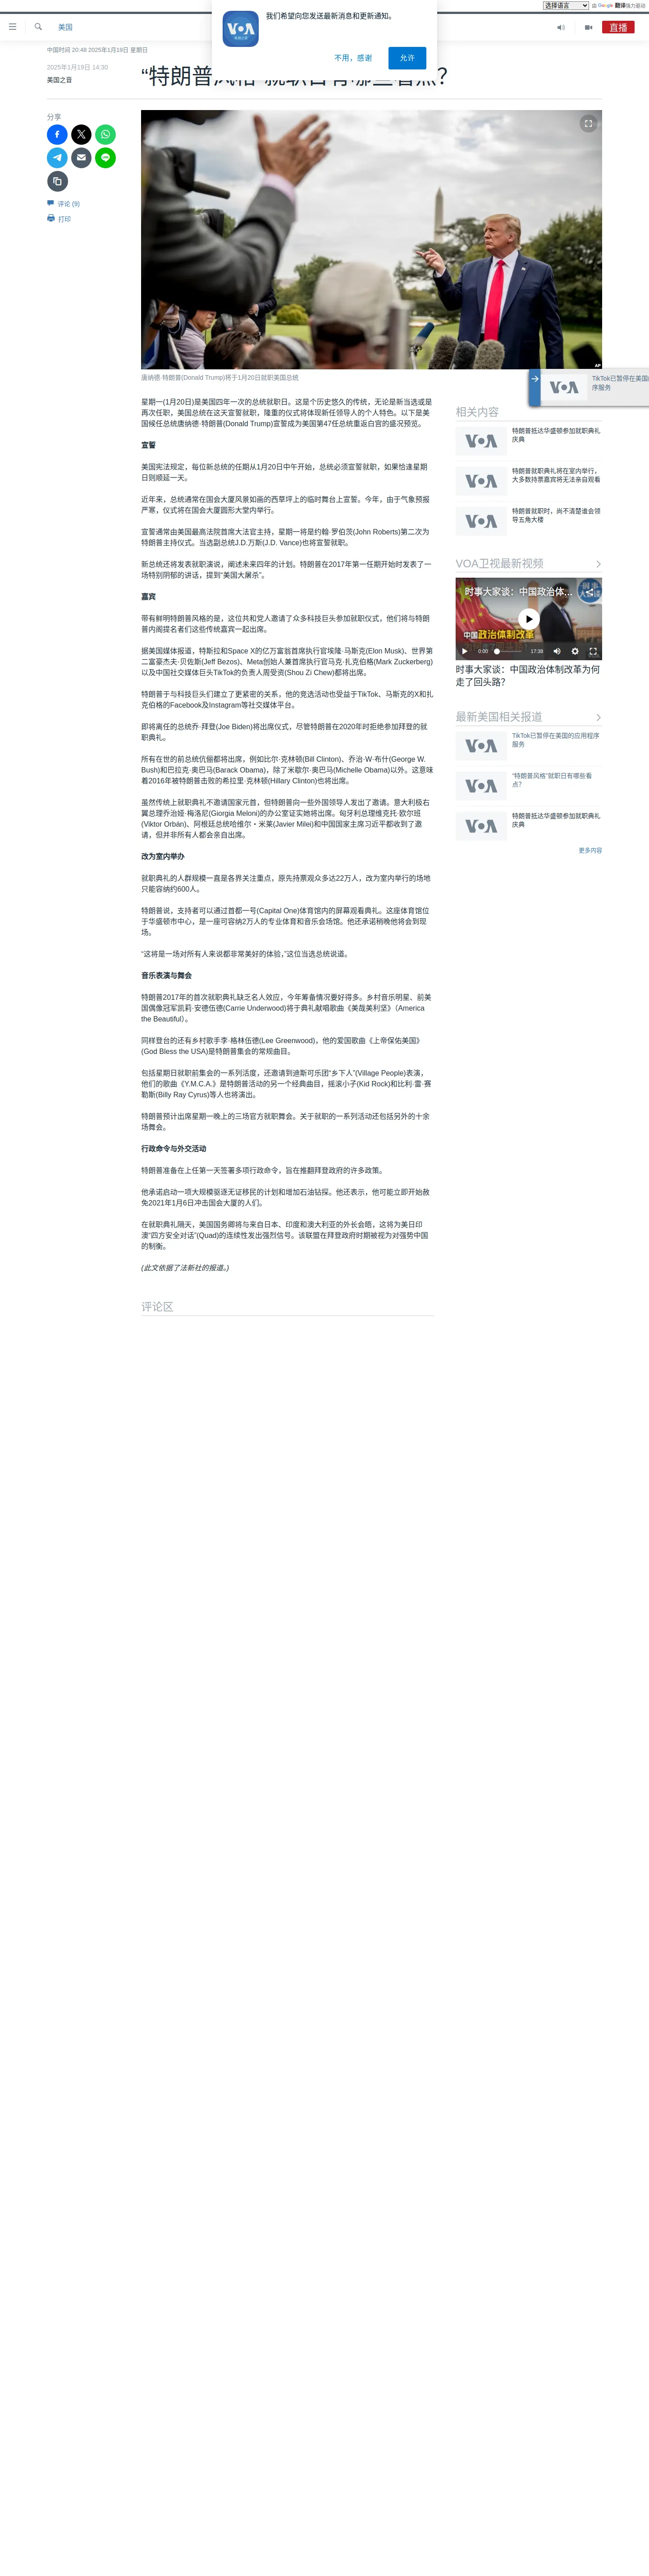 选择语言 由 Google 翻译强力驱动
我们希望向您发送最新消息和更新通知。
VOA
不用，感谢 允许
美国
直播
中国时间 20:48 2025年1月19日 星期日
2025年1月19日 14:30
美国之音
“特朗普风格”就职日有哪些看点？
分享
评论 (9)
打印
AP
唐纳德·特朗普(Donald Trump)将于1月20日就职美国总统
星期一(1月20日)是美国四年一次的总统就职日。这是个历史悠久的传统，无论是新当选或是
再次任职，美国总统在这天宣誓就职，隆重的仪式将体现新任领导人的个人特色。以下是美
国候任总统唐纳德·特朗普(Donald Trump)宣誓成为美国第47任总统重返白宫的盛况预览。
宣誓
美国宪法规定，每位新总统的任期从1月20日中午开始，总统必须宣誓就职，如果恰逢星期
日则顺延一天。
近年来，总统通常在国会大厦风景如画的西草坪上的临时舞台上宣誓。今年，由于气象预报
严寒，仪式将在国会大厦圆形大堂内举行。
宣誓通常由美国最高法院首席大法官主持，星期一将是约翰·罗伯茨(John Roberts)第二次为
特朗普主持仪式。当选副总统J.D.万斯(J.D. Vance)也将宣誓就职。
新总统还将发表就职演说，阐述未来四年的计划。特朗普在2017年第一任期开始时发表了一
场特别阴郁的讲话，提到“美国大屠杀”。
嘉宾
带有鲜明特朗普风格的是，这位共和党人邀请了众多科技巨头参加就职仪式，他们将与特朗
普内阁提名者们这些传统嘉宾一起出席。
据美国媒体报道，特斯拉和Space X的亿万富翁首席执行官埃隆·马斯克(Elon Musk)、世界第
二富豪杰夫·贝佐斯(Jeff Bezos)、Meta创始人兼首席执行官马克·扎克伯格(Mark Zuckerberg)
以及中国社交媒体巨头TikTok的负责人周受资(Shou Zi Chew)都将出席。
特朗普于与科技巨头们建立了更紧密的关系，他的竞选活动也受益于TikTok、马斯克的X和扎
克伯格的Facebook及Instagram等社交媒体平台。
即将离任的总统乔·拜登(Joe Biden)将出席仪式，尽管特朗普在2020年时拒绝参加拜登的就
职典礼。
所有在世的前总统伉俪都将出席，例如比尔·克林顿(Bill Clinton)、乔治·W·布什(George W.
Bush)和巴拉克·奥巴马(Barack Obama)，除了米歇尔·奥巴马(Michelle Obama)以外。这意味
着2016年被特朗普击败的希拉里·克林顿(Hillary Clinton)也将出席。
虽然传统上就职典礼不邀请国家元首，但特朗普向一些外国领导人发出了邀请。意大利极右
翼总理乔治娅·梅洛尼(Giorgia Meloni)的办公室证实她将出席。匈牙利总理维克托·欧尔班
(Viktor Orbán)、阿根廷总统哈维尔・米莱(Javier Milei)和中国国家主席习近平都收到了邀
请，但并非所有人都会亲自出席。
改为室内举办
就职典礼的人群规模一直是各界关注重点，原先持票观众多达22万人，改为室内举行的场地
只能容纳约600人。
特朗普说，支持者可以通过首都一号(Capital One)体育馆内的屏幕观看典礼。这座体育馆位
于华盛顿市中心，是一座可容纳2万人的专业体育和音乐会场馆。他还承诺稍晚他将会到现
场。
“这将是一场对所有人来说都非常美好的体验，”这位当选总统说道。
音乐表演与舞会
特朗普2017年的首次就职典礼缺乏名人效应，今年筹备情况要好得多。乡村音乐明星、前美
国偶像冠军凯莉·安德伍德(Carrie Underwood)将于典礼献唱歌曲《美哉美利坚》（America
the Beautiful）。
同样登台的还有乡村歌手李·格林伍德(Lee Greenwood)，他的爱国歌曲《上帝保佑美国》
(God Bless the USA)是特朗普集会的常规曲目。
包括星期日就职前集会的一系列活度，还邀请到迪斯可乐团“乡下人”(Village People)表演，
他们的歌曲《Y.M.C.A.》是特朗普活动的另一个经典曲目，摇滚小子(Kid Rock)和比利·雷·赛
勒斯(Billy Ray Cyrus)等人也将演出。
特朗普预计出席星期一晚上的三场官方就职舞会。关于就职的一系列活动还包括另外的十余
场舞会。
行政命令与外交活动
特朗普准备在上任第一天签署多项行政命令，旨在推翻拜登政府的许多政策。
他承诺启动一项大规模驱逐无证移民的计划和增加石油钻探。他还表示，他可能立即开始赦
免2021年1月6日冲击国会大厦的人们。
在就职典礼隔天，美国国务卿将与来自日本、印度和澳大利亚的外长会晤，这将为美日印
澳“四方安全对话”(Quad)的连续性发出强烈信号。该联盟在拜登政府时期被视为对强势中国
的制衡。
(此文依据了法新社的报道。)
评论区
TikTok已暂停在美国
序服务
相关内容
特朗普抵达华盛顿参加就职典礼
庆典
特朗普就职典礼将在室内举行，
大多数持票嘉宾将无法亲自观看
特朗普就职时，尚不清楚谁会领
导五角大楼
VOA卫视最新视频
时事大家谈：中国政治体…
中国政治体制改革
0:00 17:38
时事大家谈：中国政治体制改革为何
走了回头路？
最新美国相关报道
TikTok已暂停在美国的应用程序
服务
“特朗普风格”就职日有哪些看
点？
特朗普抵达华盛顿参加就职典礼
庆典
更多内容